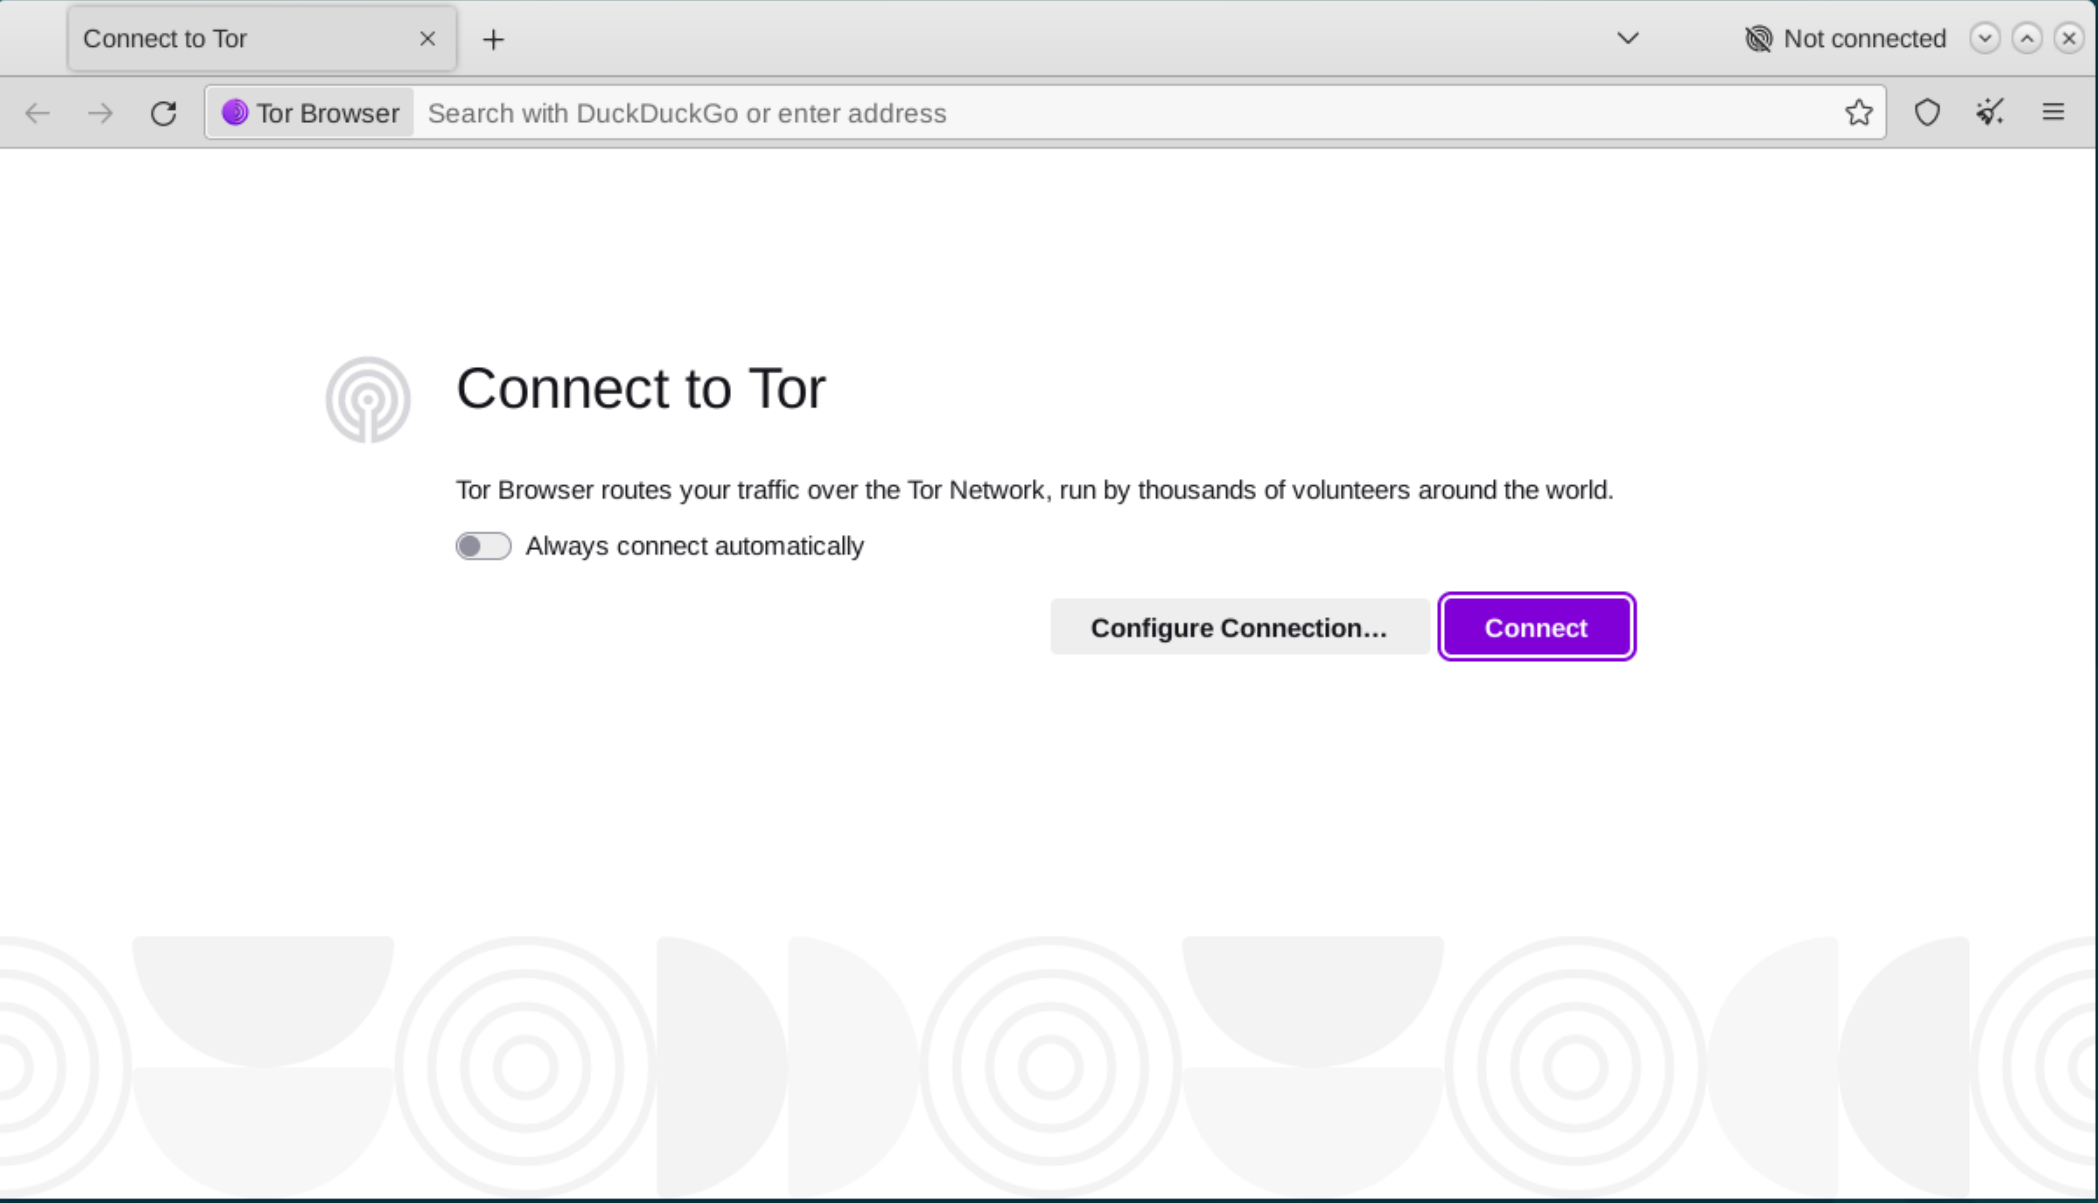 Connect to Tor
Not connected
Tor Browser
Search with DuckDuckGo or enter address
Connect to Tor
Tor Browser routes your traffic over the Tor Network, run by thousands of volunteers around the world.
Always connect automatically
Configure Connection…
Connect